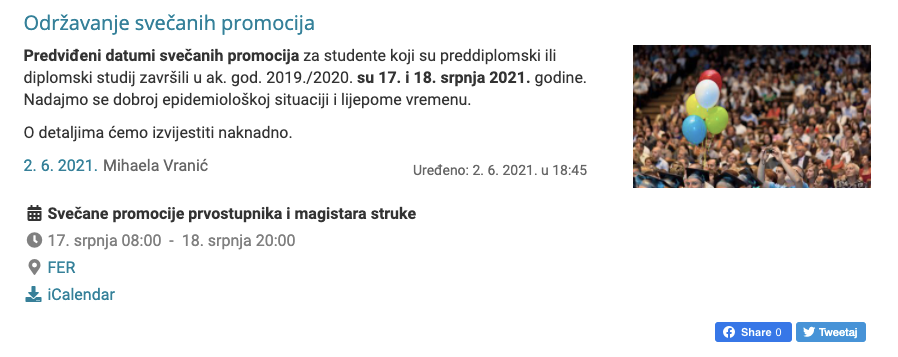 Održavanje svečanih promocija
Predviđeni datumi svečanih promocija za studente koji su preddiplomski ili
diplomski studij završili u ak. god. 2019./2020. su 17. i 18. srpnja 2021. godine.
Nadajmo se dobroj epidemiološkoj situaciji i lijepome vremenu.
O detaljima ćemo izvijestiti naknadno.
2. 6. 2021. Mihaela Vranić
Uređeno: 2. 6. 2021. u 18:45
Svečane promocije prvostupnika i magistara struke
17. srpnja 08:00 - 18. srpnja 20:00
FER
iCalendar
Share 0
Tweetaj